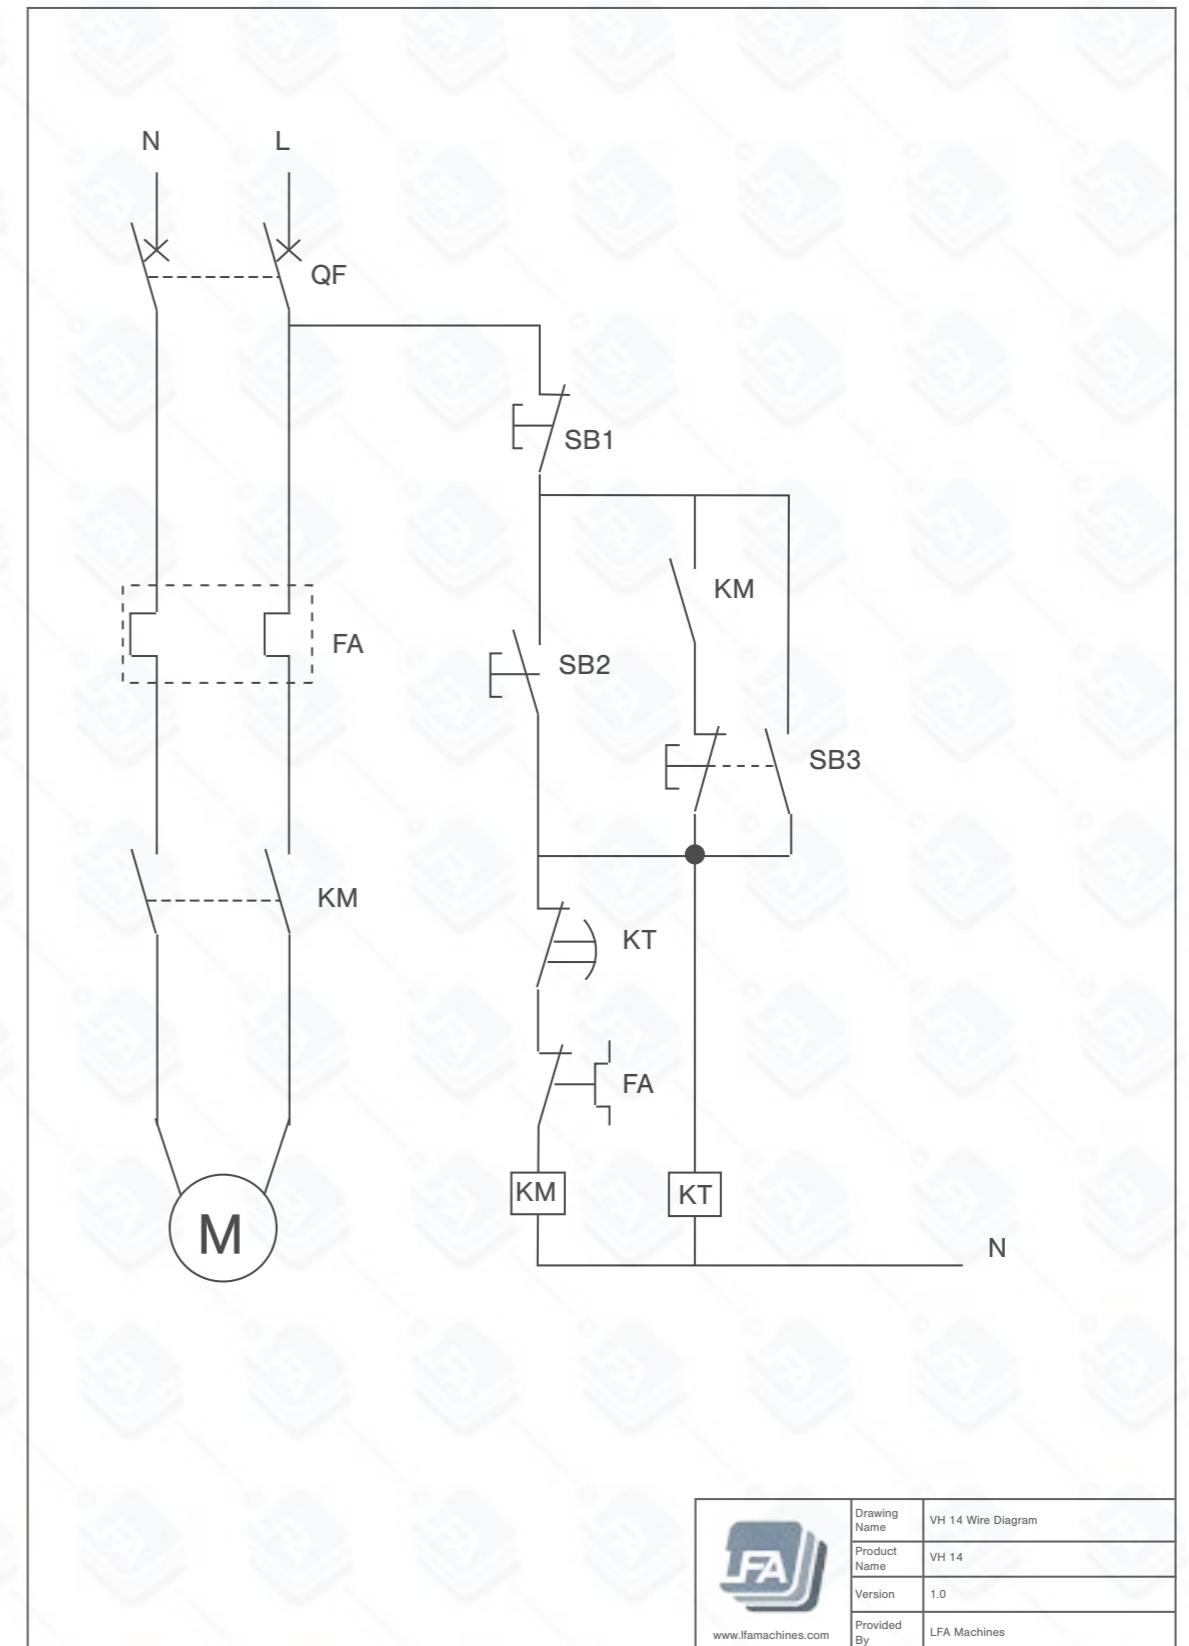 N
L
QF
SB1
KM
SB2
FA
SB3
KM
KT
FA
KM
KT
N
M
LFA
www.lfamachines.com
Drawing
Name
VH 14 Wire Diagram
Product
Name
VH 14
Version
1.0
Provided
By
LFA Machines